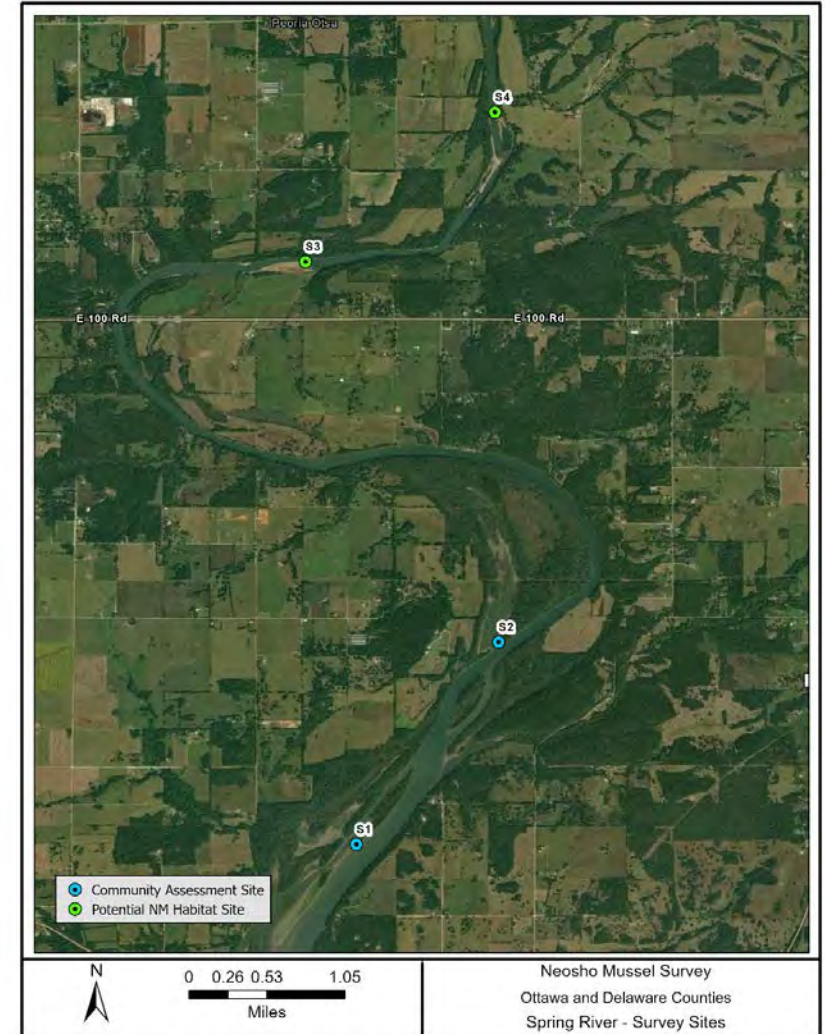 Peoria Otsu
S4
S3
E 100 Rd
E 100 Rd
S2
S1
Community Assessment Site
Potential NM Habitat Site
N
0 0.26 0.53 1.05
Miles
Neosho Mussel Survey
Ottawa and Delaware Counties
Spring River - Survey Sites